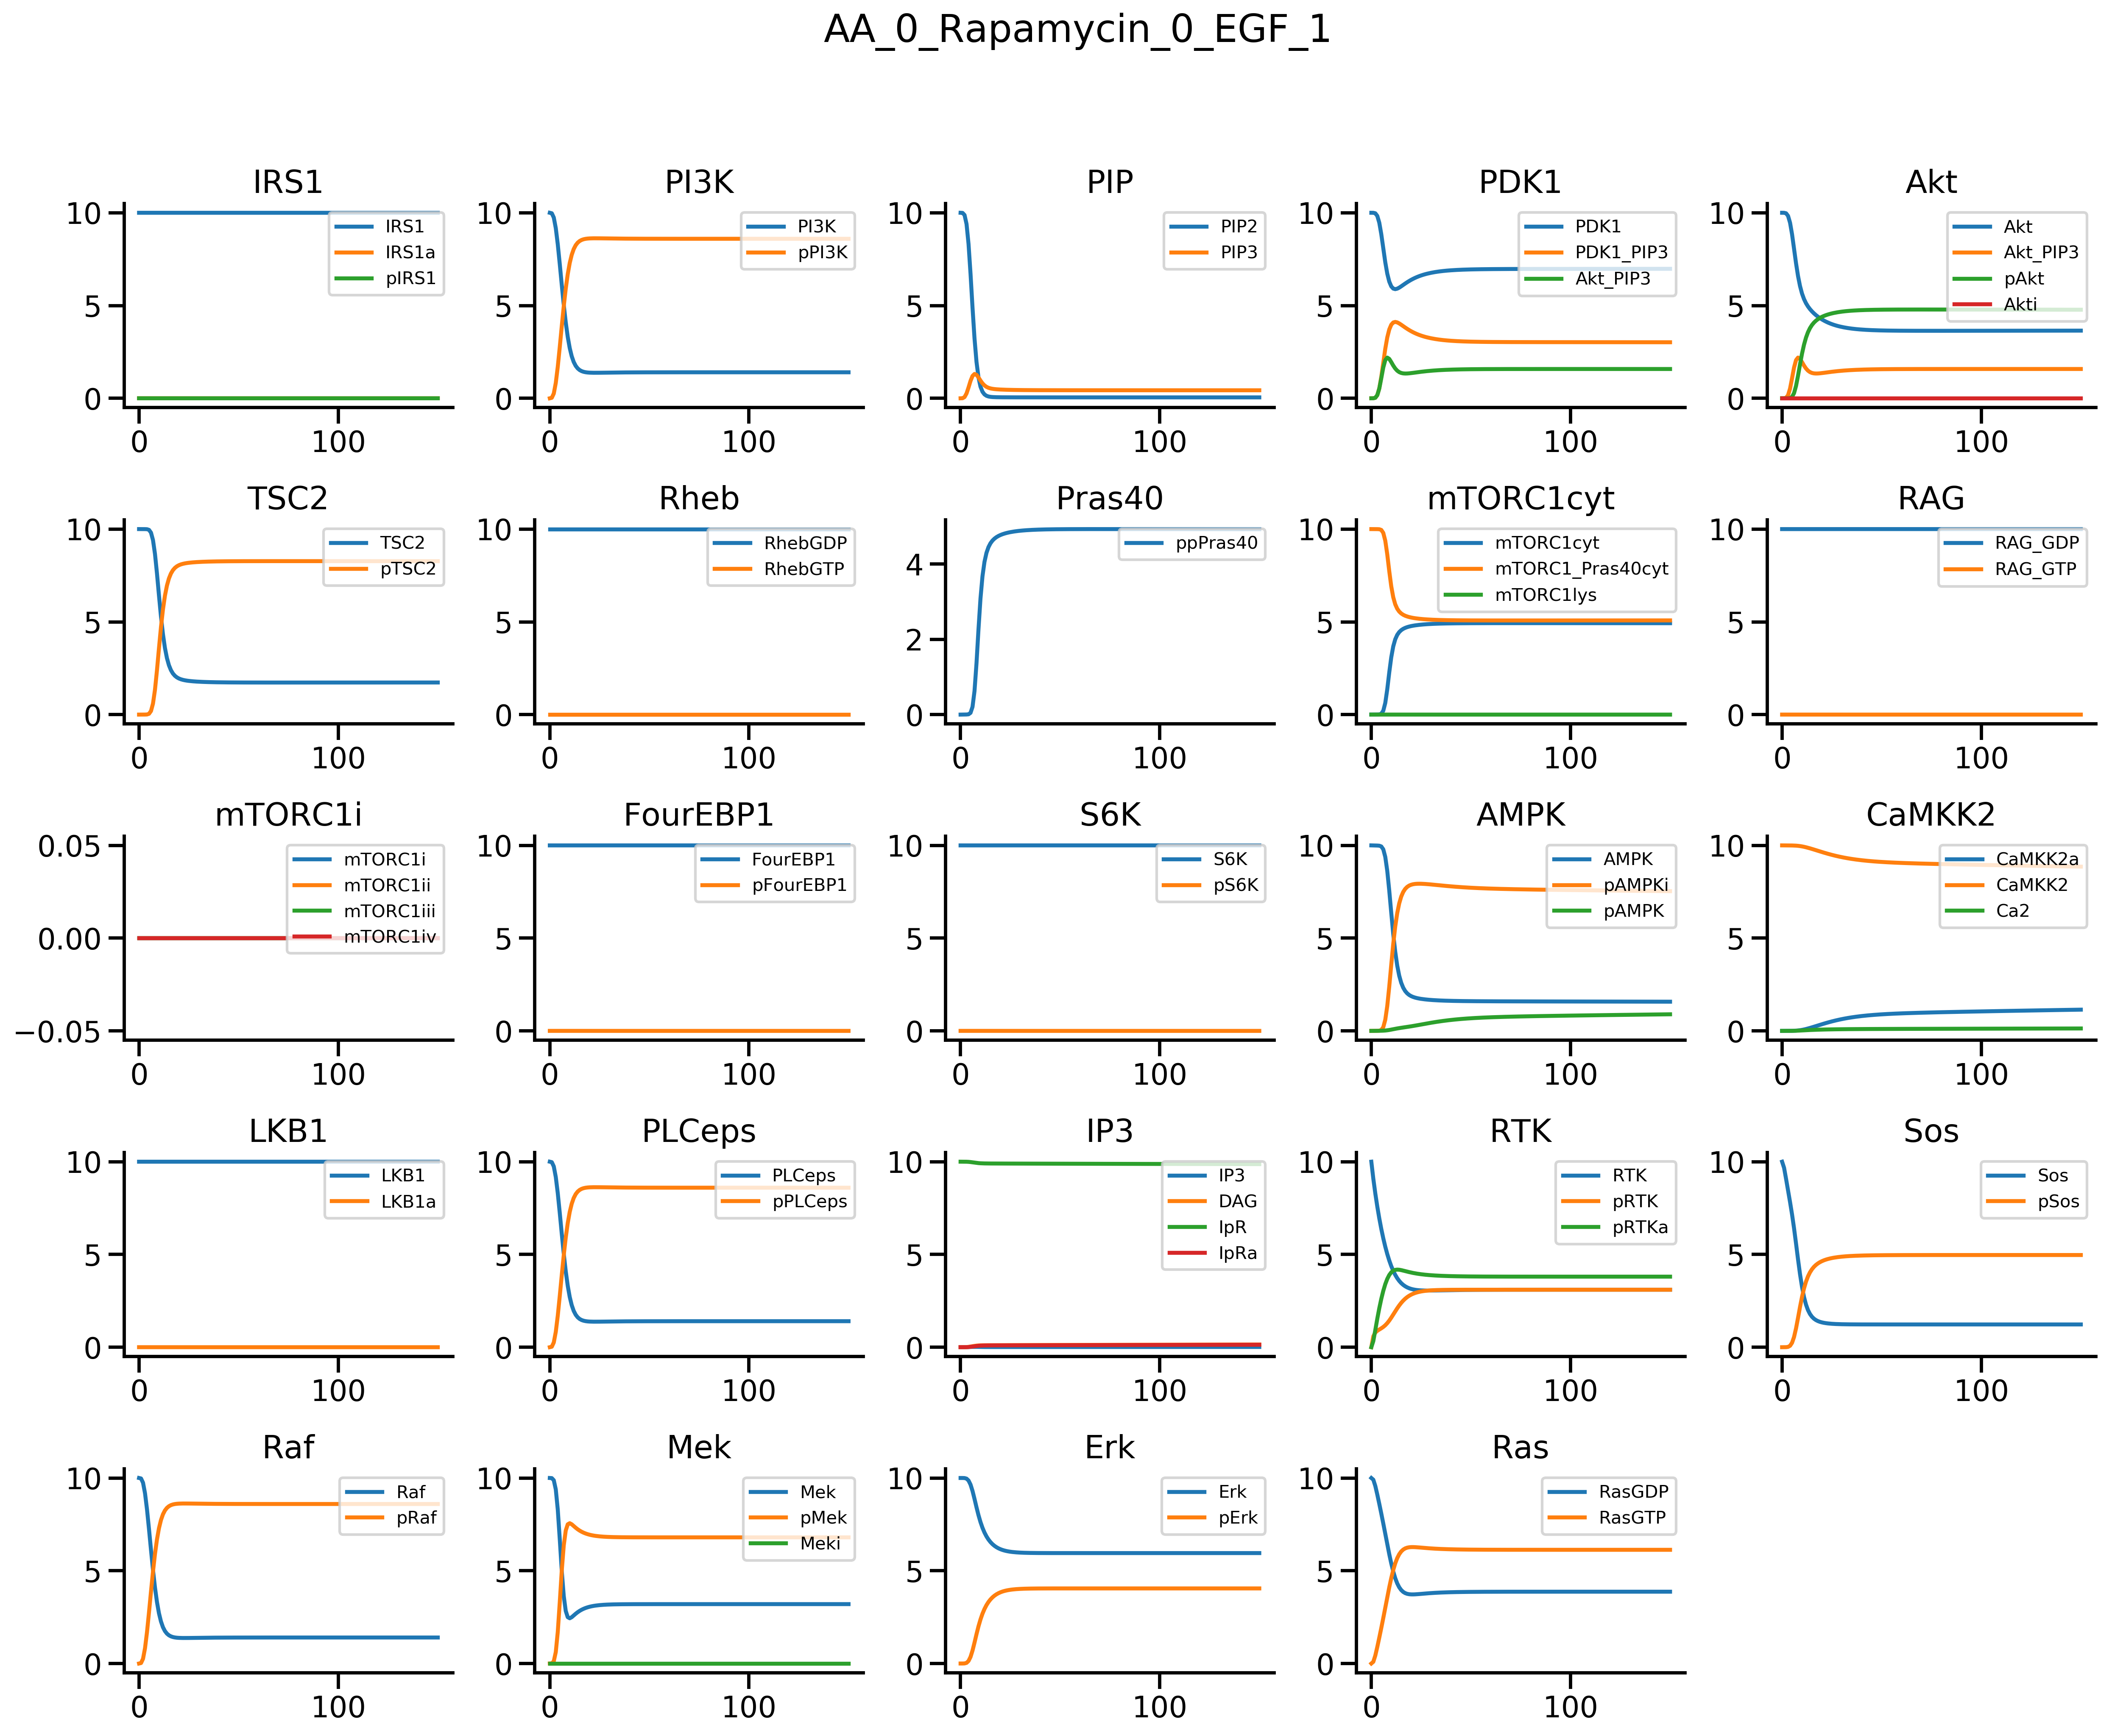 AA_0_Rapamycin_0_EGF_1
IRS1
10
5
0
0
100
IRS1
IRS1a
pIRS1
PI3K
10
5
0
0
100
PI3K
pPI3K
PIP
10
5
0
0
100
PIP2
PIP3
PDK1
10
5
0
0
100
PDK1
PDK1_PIP3
Akt_PIP3
Akt
10
5
0
0
100
Akt
Akt_PIP3
pAkt
Akti
TSC2
10
5
0
0
100
TSC2
pTSC2
Rheb
10
5
0
0
100
RhebGDP
RhebGTP
Pras40
4
2
0
0
100
ppPras40
mTORC1cyt
10
5
0
0
100
mTORC1cyt
mTORC1_Pras40cyt
mTORC1lys
RAG
10
5
0
0
100
RAG_GDP
RAG_GTP
mTORC1i
0.05
0.00
−0.05
0
100
mTORC1i
mTORC1ii
mTORC1iii
mTORC1iv
FourEBP1
10
5
0
0
100
FourEBP1
pFourEBP1
S6K
10
5
0
0
100
S6K
pS6K
AMPK
10
5
0
0
100
AMPK
pAMPKi
pAMPK
CaMKK2
10
5
0
0
100
CaMKK2a
CaMKK2
Ca2
LKB1
10
5
0
0
100
LKB1
LKB1a
PLCeps
10
5
0
0
100
PLCeps
pPLCeps
IP3
10
5
0
0
100
IP3
DAG
IpR
IpRa
RTK
10
5
0
0
100
RTK
pRTK
pRTKa
Sos
10
5
0
0
100
Sos
pSos
Raf
10
5
0
0
100
Raf
pRaf
Mek
10
5
0
0
100
Mek
pMek
Meki
Erk
10
5
0
0
100
Erk
pErk
Ras
10
5
0
0
100
RasGDP
RasGTP